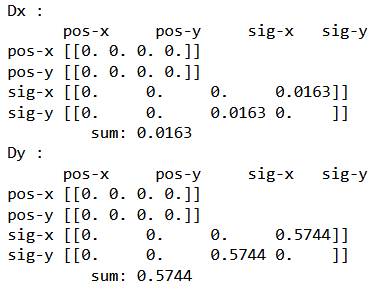 Dx :
       pos-x      pos-y      sig-x   sig-y
pos-x [[0. 0. 0. 0.]]
pos-y [[0. 0. 0. 0.]]
sig-x [[0.     0.     0.     0.0163]]
sig-y [[0.     0.     0.0163 0.    ]]
          sum: 0.0163
Dy :
       pos-x      pos-y      sig-x   sig-y
pos-x [[0. 0. 0. 0.]]
pos-y [[0. 0. 0. 0.]]
sig-x [[0.     0.     0.     0.5744]]
sig-y [[0.     0.     0.5744 0.    ]]
          sum: 0.5744